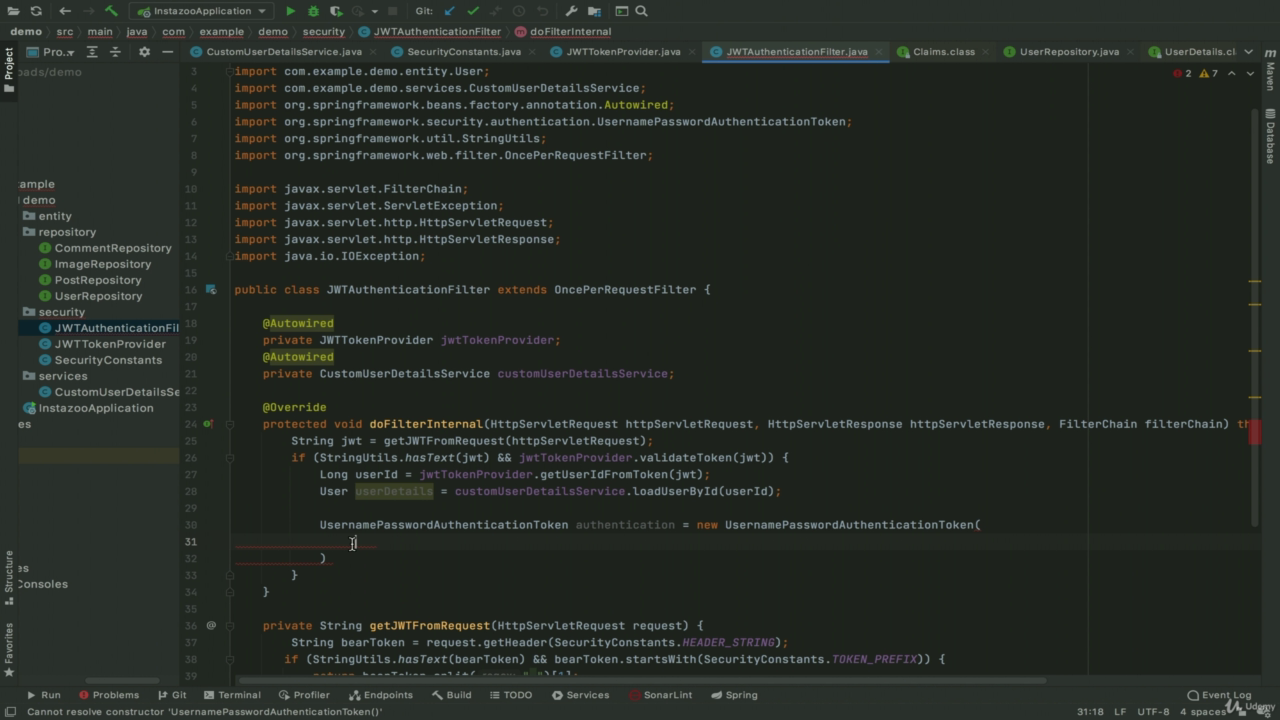 InstazooApplication Git:
demo src main java com example demo security JWTAuthenticationFilter doFilterInternal
Project Pro... CustomUserDetailsService.java SecurityConstants.java JWTTokenProvider.java JWTAuthenticationFilter.java Claims.class UserRepository.java UserDetails.cl
Maven
Database
Structure
Favorites
oads/demo
ample
demo
entity
repository
CommentRepository
ImageRepository
PostRepository
UserRepository
security
JWTAuthenticationFil
JWTTokenProvider
SecurityConstants
services
CustomUserDetailsSe
InstazooApplication
es
es
Consoles
2 7
3 import com.example.demo.entity.User;
4 import com.example.demo.services.CustomUserDetailsService;
5 import org.springframework.beans.factory.annotation.Autowired;
6 import org.springframework.security.authentication.UsernamePasswordAuthenticationToken;
7 import org.springframework.util.StringUtils;
8 import org.springframework.web.filter.OncePerRequestFilter;
9
10 import javax.servlet.FilterChain;
11 import javax.servlet.ServletException;
12 import javax.servlet.http.HttpServletRequest;
13 import javax.servlet.http.HttpServletResponse;
14 import java.io.IOException;
15
16 public class JWTAuthenticationFilter extends OncePerRequestFilter {
17
18 @Autowired
19 private JWTTokenProvider jwtTokenProvider;
20 @Autowired
21 private CustomUserDetailsService customUserDetailsService;
22
23 @Override
24 protected void doFilterInternal(HttpServletRequest httpServletRequest, HttpServletResponse httpServletResponse, FilterChain filterChain) th
25 String jwt = getJWTFromRequest(httpServletRequest);
26 if (StringUtils.hasText(jwt) && jwtTokenProvider.validateToken(jwt)) {
27 Long userId = jwtTokenProvider.getUserIdFromToken(jwt);
28 User userDetails = customUserDetailsService.loadUserById(userId);
29
30 UsernamePasswordAuthenticationToken authentication = new UsernamePasswordAuthenticationToken(
31
32 )
33 }
34 }
35
36 @ private String getJWTFromRequest(HttpServletRequest request) {
37 String bearToken = request.getHeader(SecurityConstants.HEADER_STRING);
38 if (StringUtils.hasText(bearToken) && bearToken.startsWith(SecurityConstants.TOKEN_PREFIX)) {
39
Run Problems Git Terminal Profiler Endpoints Build TODO Services SonarLint Spring Event Log
Cannot resolve constructor 'UsernamePasswordAuthenticationToken()' 31:18 LF UTF-8 4 spaces Udemy